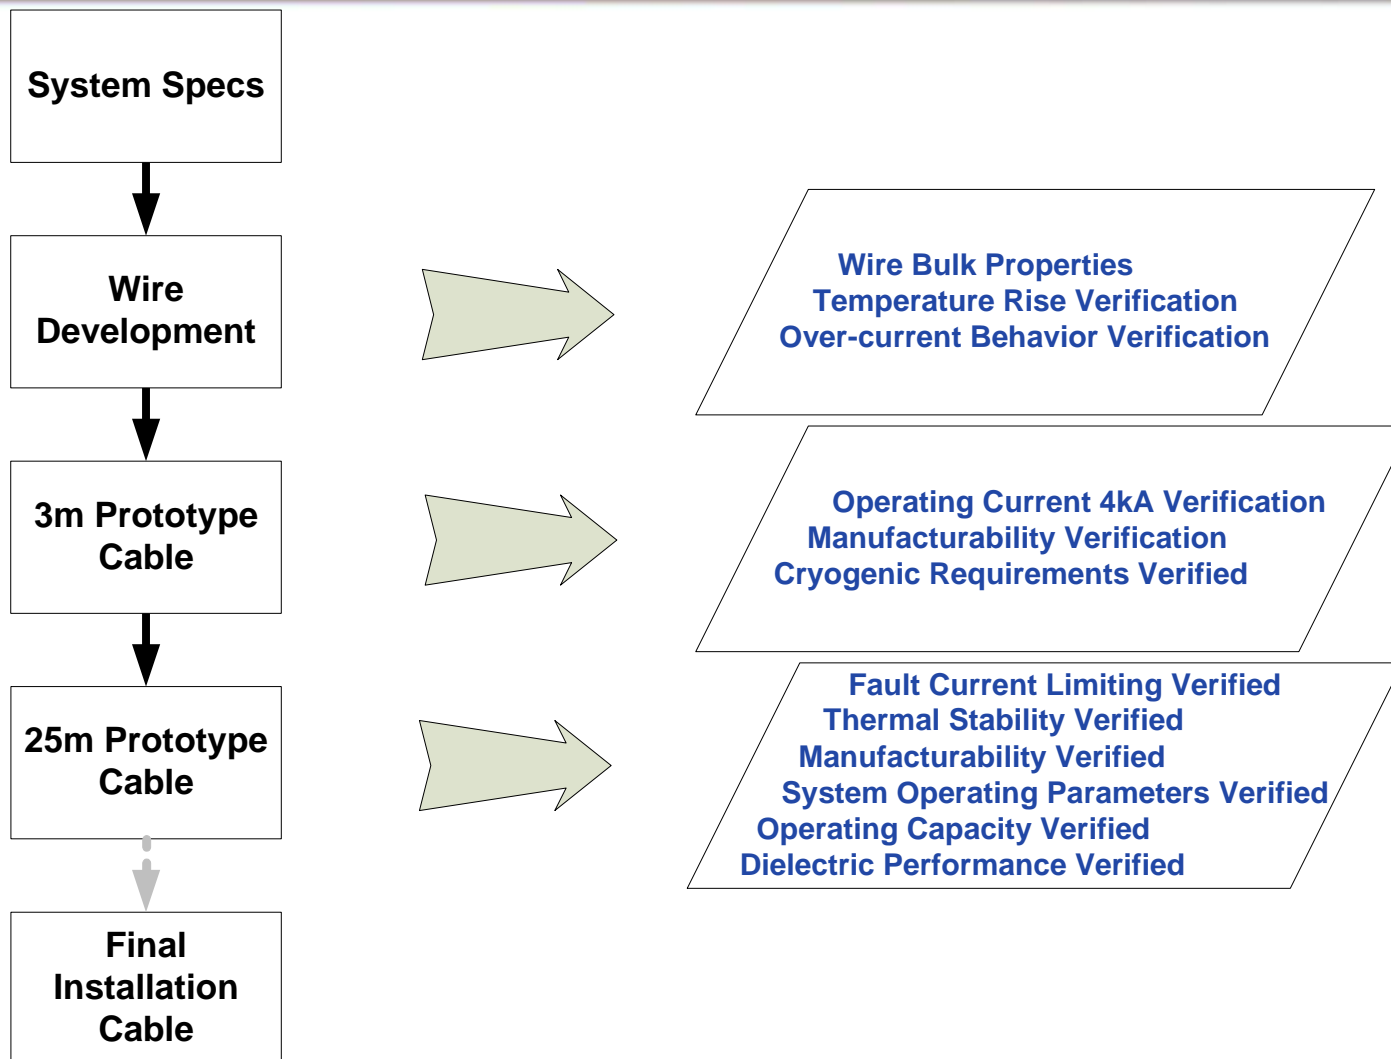 System Specs
Wire
Development
Wire Bulk Properties
Temperature Rise Verification
Over-current Behavior Verification
3m Prototype
Cable
Operating Current 4kA Verification
Manufacturability Verification
Cryogenic Requirements Verified
25m Prototype
Cable
Fault Current Limiting Verified
Thermal Stability Verified
Manufacturability Verified
System Operating Parameters Verified
Operating Capacity Verified
Dielectric Performance Verified
Final
Installation
Cable